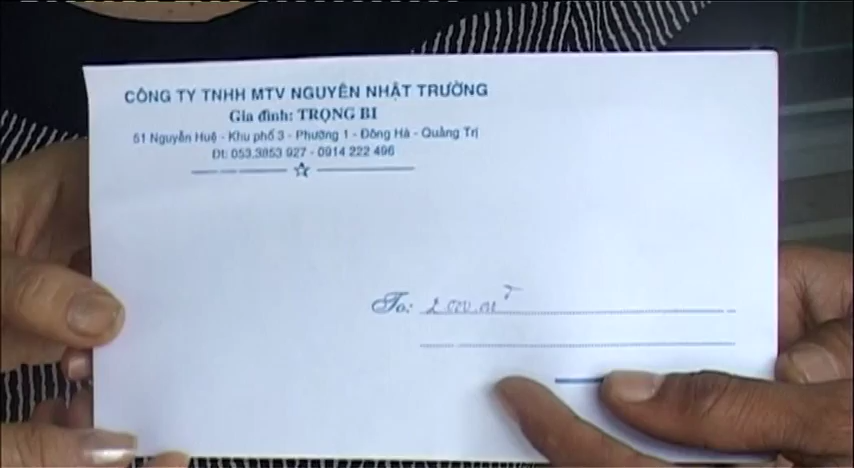 CÔNG TY TNHH MTV NGUYÊN NHẬT TRƯỜNG
Gia đình: TRỌNG BI
51 Nguyễn Huệ - Khu phố 3 - Phường 1 - Đông Hà - Quảng Trị
Đt: 053.3853 927 - 0914 222 496
To: